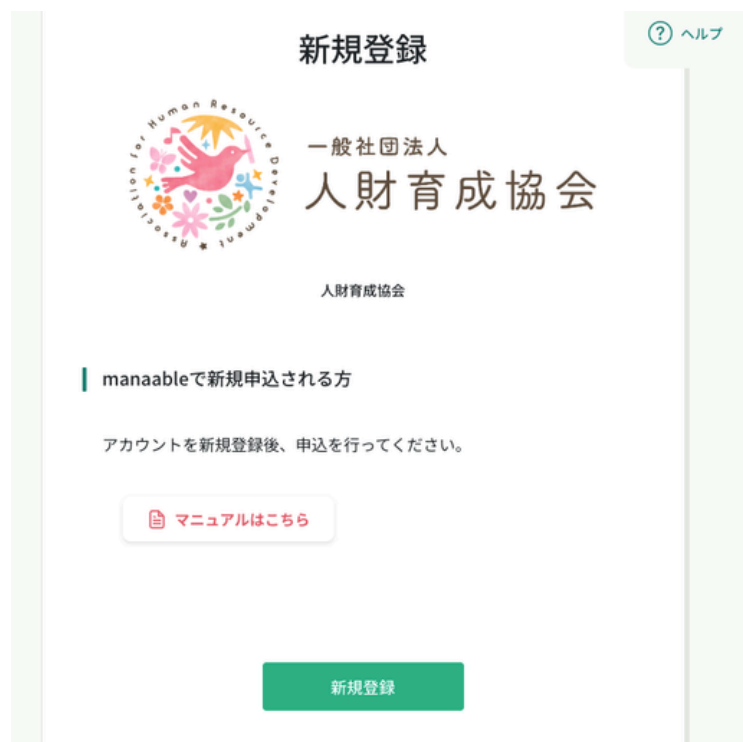 新規登録
ヘルプ
Association for Human Resource Development
一般社団法人
人財育成協会
人財育成協会
manaableで新規申込される方
アカウントを新規登録後、申込を行ってください。
マニュアルはこちら
新規登録